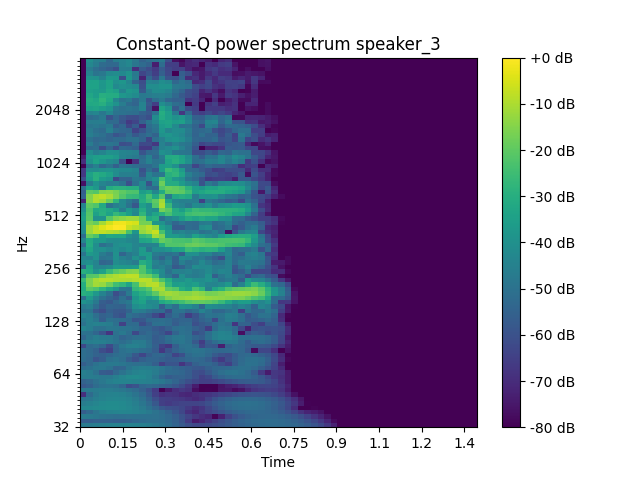 Constant-Q power spectrum speaker_3
Hz
2048
1024
512
256
128
64
32
0 0.15 0.3 0.45 0.6 0.75 0.9 1.1 1.2 1.4
Time
+0 dB
-10 dB
-20 dB
-30 dB
-40 dB
-50 dB
-60 dB
-70 dB
-80 dB